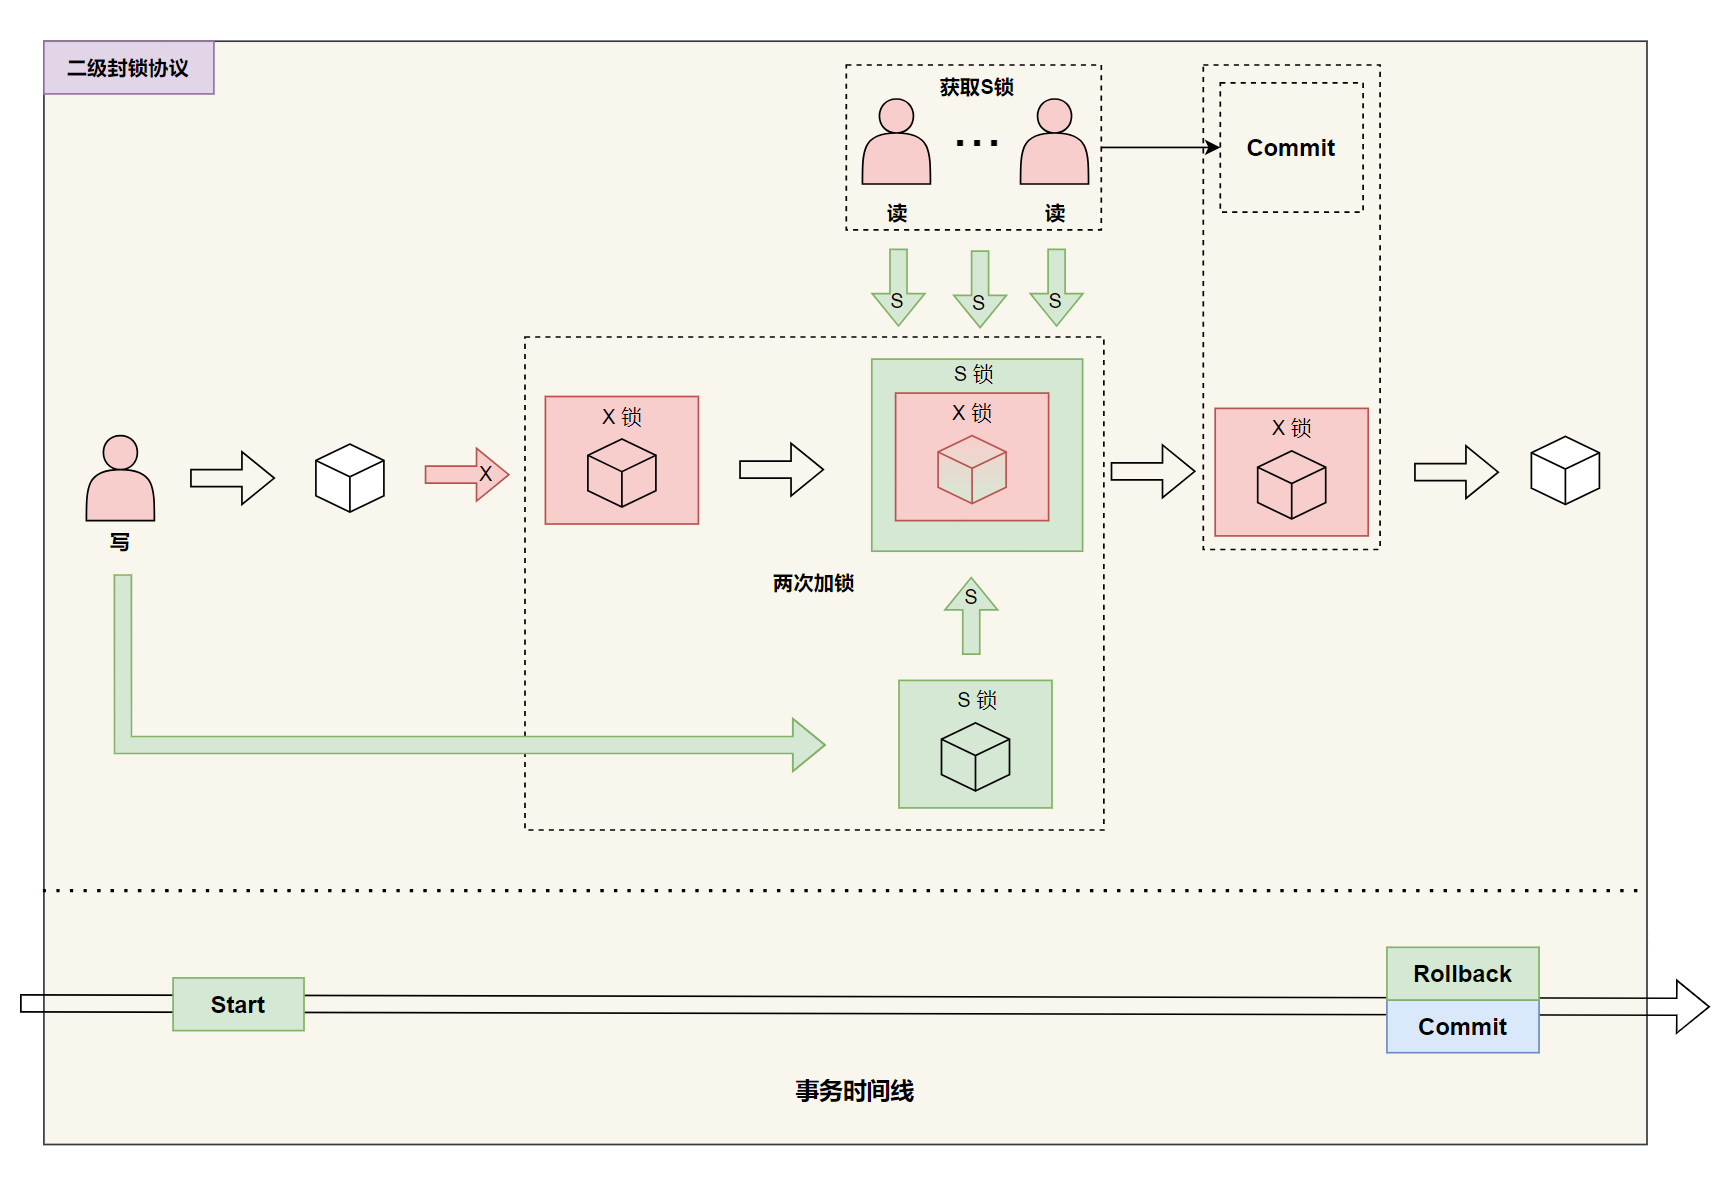 二级封锁协议
获取S锁
读
读
Commit
S
S
S
写
X
X 锁
S 锁
X 锁
X 锁
两次加锁
S
S 锁
Start
Rollback
Commit
事务时间线